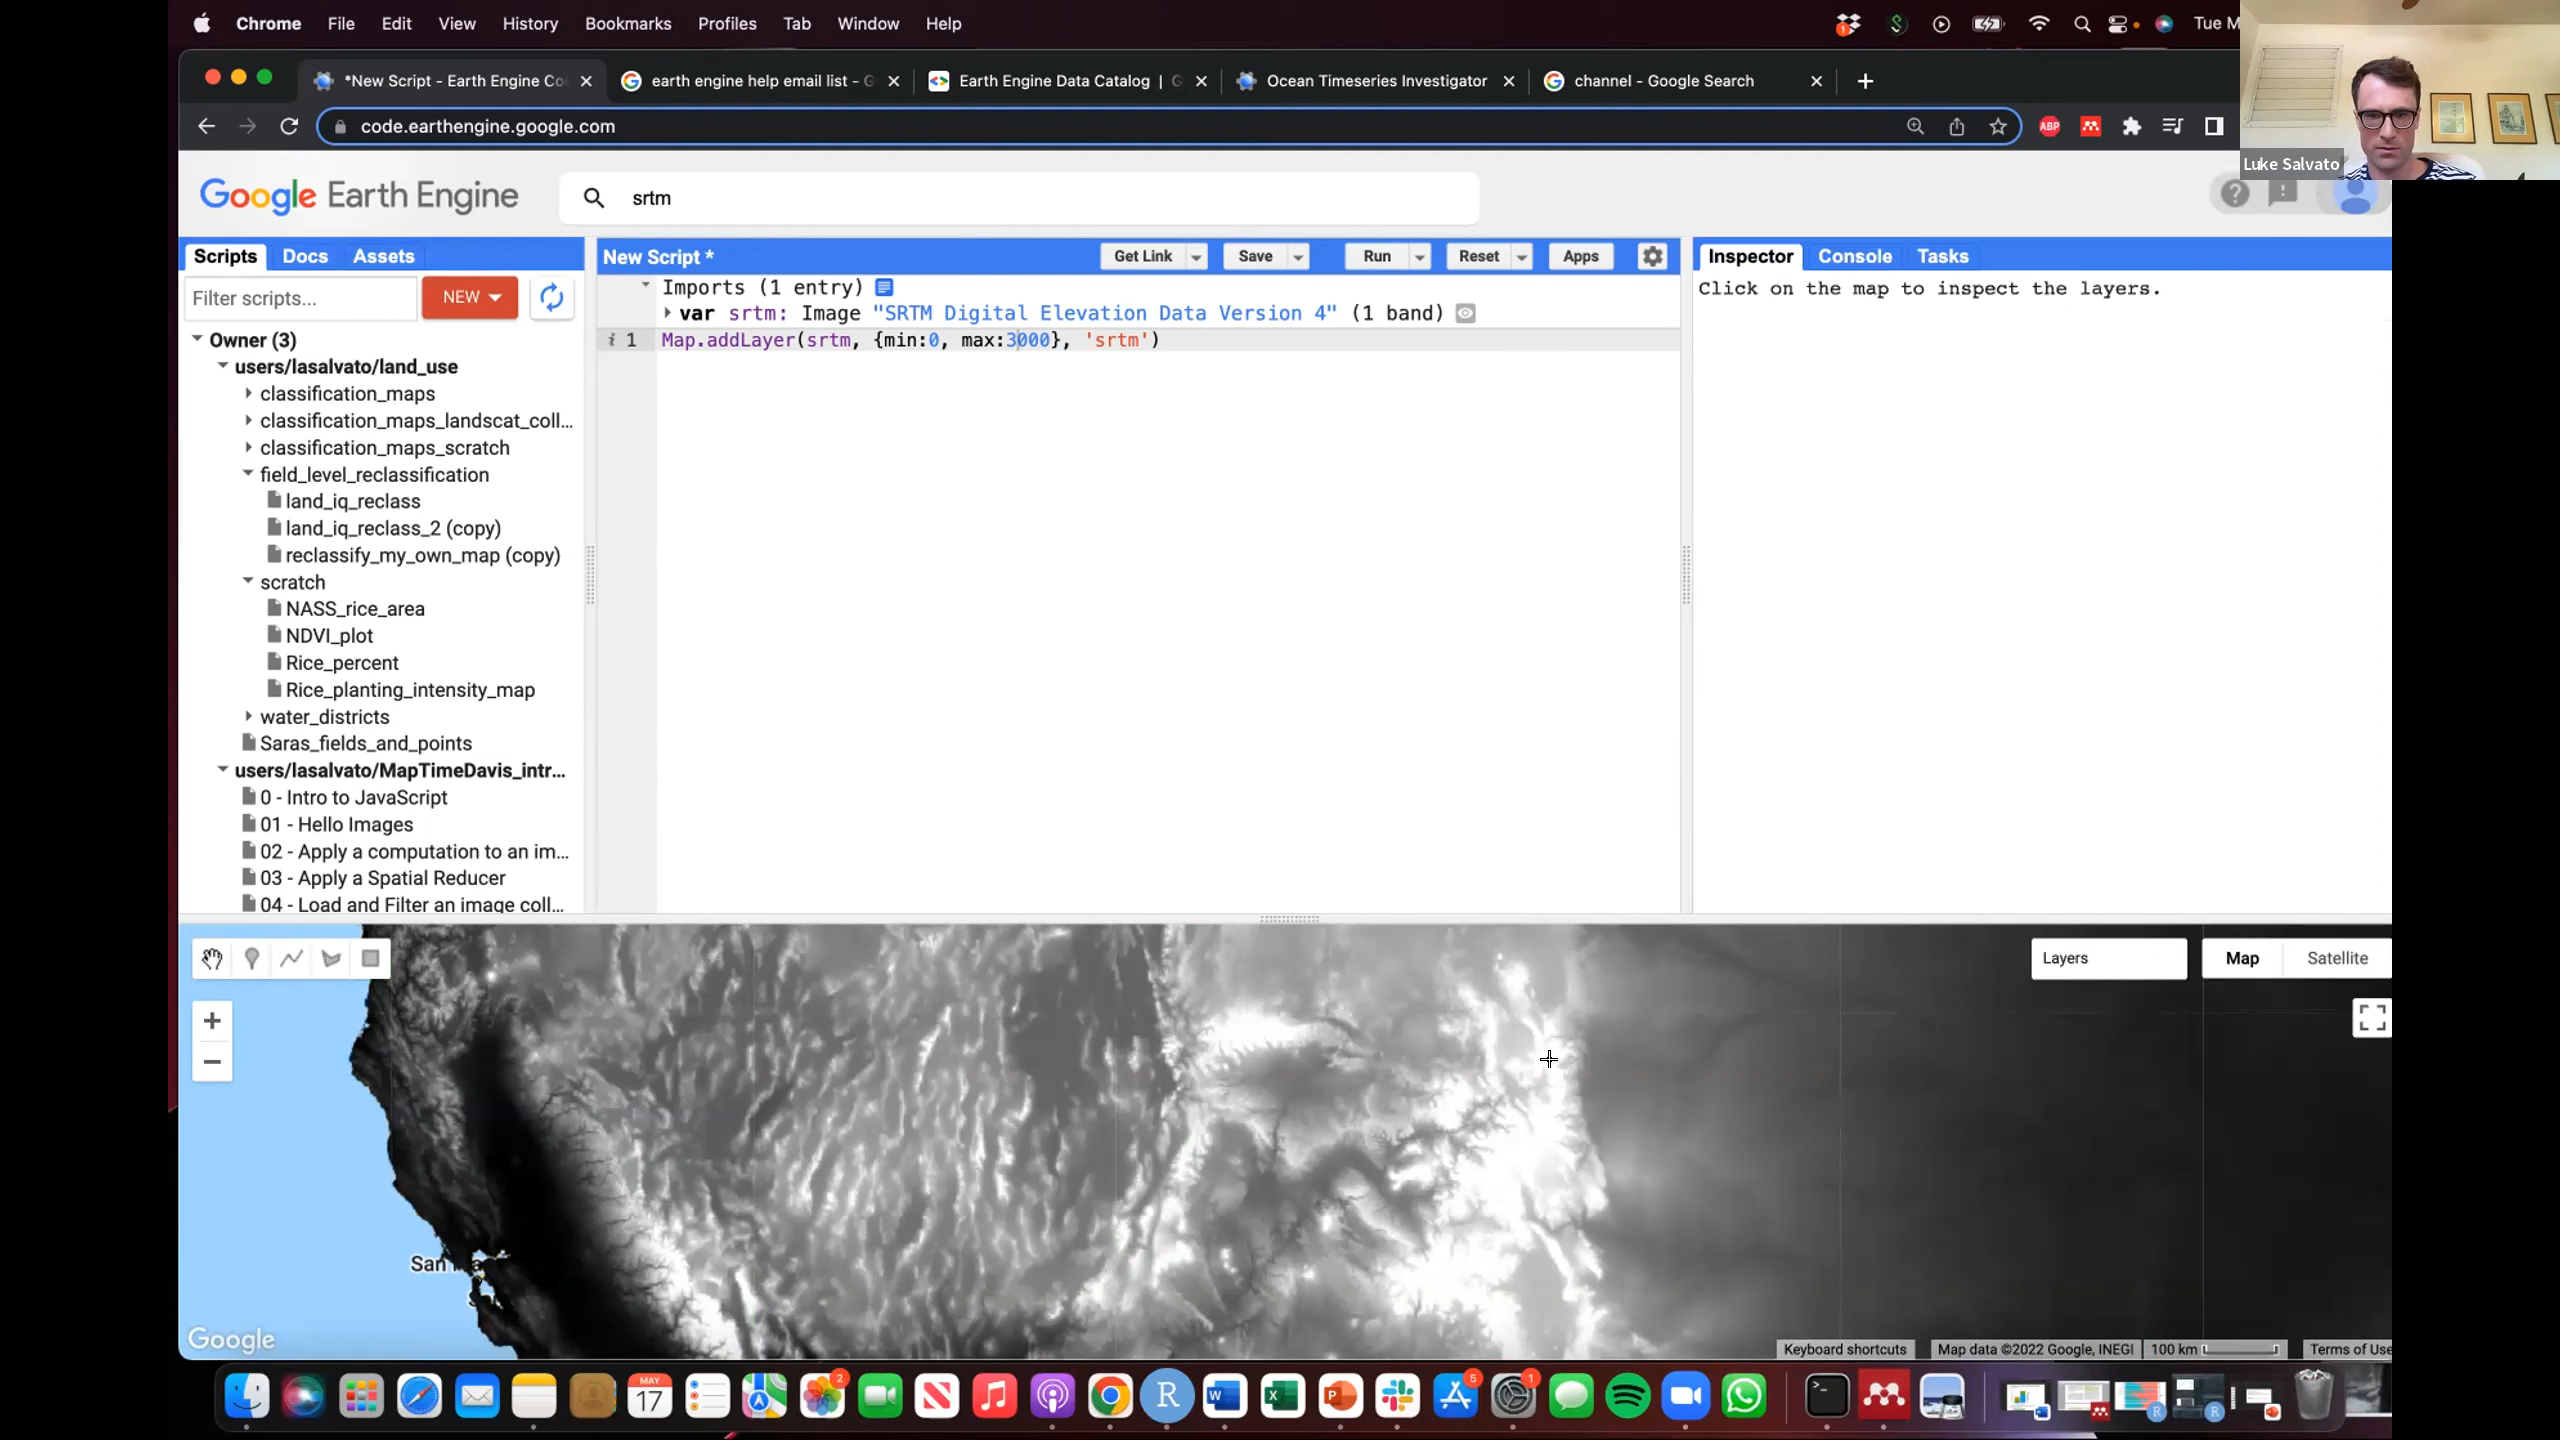 Chrome File Edit View History Bookmarks Profiles Tab Window Help
Tue M
*New Script - Earth Engine Co
earth engine help email list - G
Earth Engine Data Catalog | G
Ocean Timeseries Investigator
channel - Google Search
code.earthengine.google.com
ABP
Luke Salvato
Google Earth Engine
srtm
Scripts Docs Assets
New Script *
Get Link Save Run Reset Apps
Inspector Console Tasks
Filter scripts...
NEW
Imports (1 entry)
var srtm: Image "SRTM Digital Elevation Data Version 4" (1 band)
i 1 Map.addLayer(srtm, {min:0, max:3000}, 'srtm')
Click on the map to inspect the layers.
Owner (3)
users/lasalvato/land_use
classification_maps
classification_maps_landscat_coll...
classification_maps_scratch
field_level_reclassification
land_iq_reclass
land_iq_reclass_2 (copy)
reclassify_my_own_map (copy)
scratch
NASS_rice_area
NDVI_plot
Rice_percent
Rice_planting_intensity_map
water_districts
Saras_fields_and_points
users/lasalvato/MapTimeDavis_intr...
0 - Intro to JavaScript
01 - Hello Images
02 - Apply a computation to an im...
03 - Apply a Spatial Reducer
04 - Load and Filter an image coll...
Layers
Map Satellite
+
−
San
Google
Keyboard shortcuts
Map data ©2022 Google, INEGI
100 km
Terms of Use
MAY
17
2
5
1